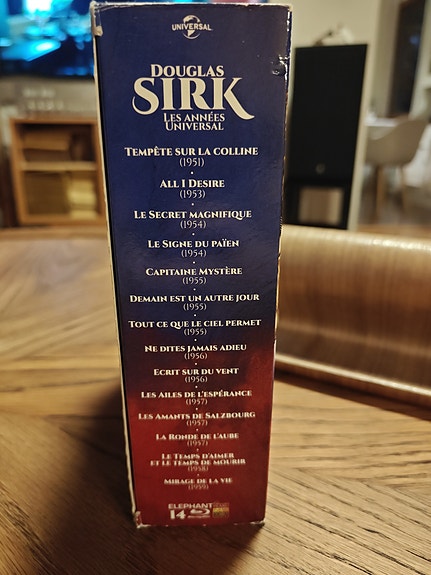 UNIVERSAL
DOUGLAS
SIRK
LES ANNÉES
UNIVERSAL
TEMPÊTE SUR LA COLLINE
(1951)
ALL I DESIRE
(1953)
LE SECRET MAGNIFIQUE
(1954)
LE SIGNE DU PAÏEN
(1954)
CAPITAINE MYSTÈRE
(1955)
DEMAIN EST UN AUTRE JOUR
(1955)
TOUT CE QUE LE CIEL PERMET
(1955)
NE DITES JAMAIS ADIEU
(1956)
ECRIT SUR DU VENT
(1956)
LES AILES DE L'ESPÉRANCE
(1957)
LES AMANTS DE SALZBOURG
(1957)
LA RONDE DE L'AUBE
(1957)
LE TEMPS D'AIMER
ET LE TEMPS DE MOURIR
(1958)
MIRAGE DE LA VIE
(1959)
ELEPHANT
14